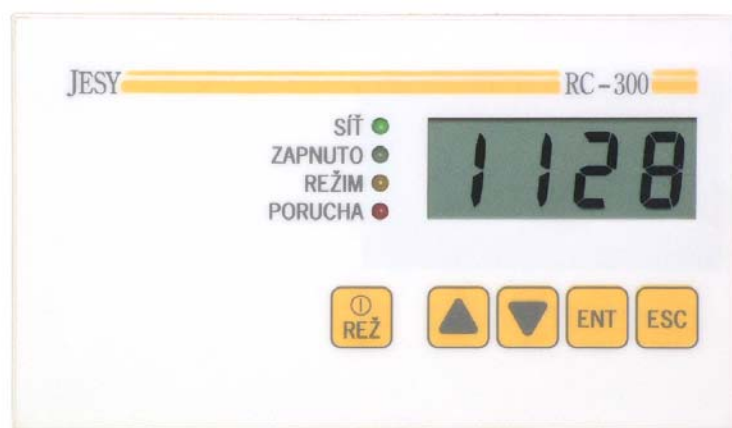 JESY RC-300
SÍŤ
ZAPNUTO
REŽIM
PORUCHA
1128
REŽ
ENT
ESC